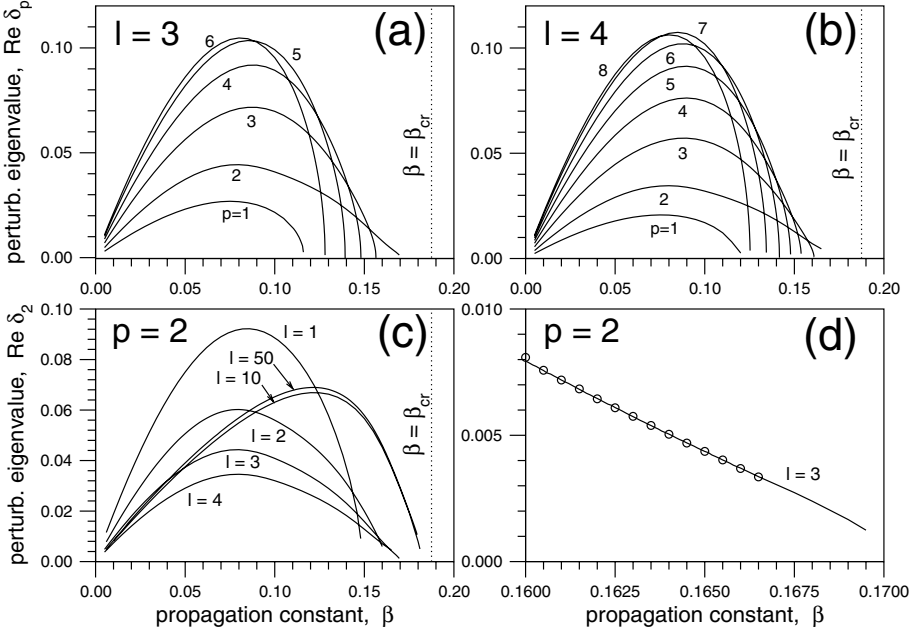 l = 3
(a)
6
5
4
3
2
p=1
β = βcr
0.10
0.05
0.00
perturb. eigenvalue, Re δp
0.00 0.05 0.10 0.15 0.20
l = 4
(b)
7
8
6
5
4
3
2
p=1
β = βcr
0.10
0.05
0.00
0.00 0.05 0.10 0.15 0.20
p = 2
(c)
l = 1
l = 50
l = 10
l = 2
l = 3
l = 4
β = βcr
0.10
0.08
0.06
0.04
0.02
0.00
perturb. eigenvalue, Re δ2
0.00 0.05 0.10 0.15 0.20
propagation constant, β
p = 2
(d)
l = 3
0.010
0.005
0.000
0.1600 0.1625 0.1650 0.1675 0.1700
propagation constant, β